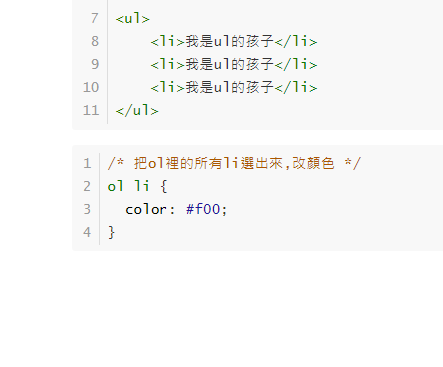 7 <ul>
8     <li>我是ul的孩子</li>
9     <li>我是ul的孩子</li>
10     <li>我是ul的孩子</li>
11 </ul>
1 /* 把ol裡的所有li選出來,改顏色 */
2 ol li {
3   color: #f00;
4 }